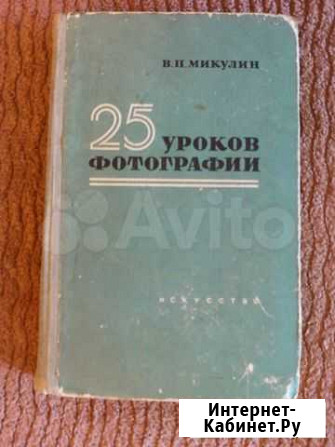 В.П. МИКУЛИН
25 УРОКОВ
ФОТОГРАФИИ
Avito
ИСКУССТВО
Интернет-
Кабинет.Ру